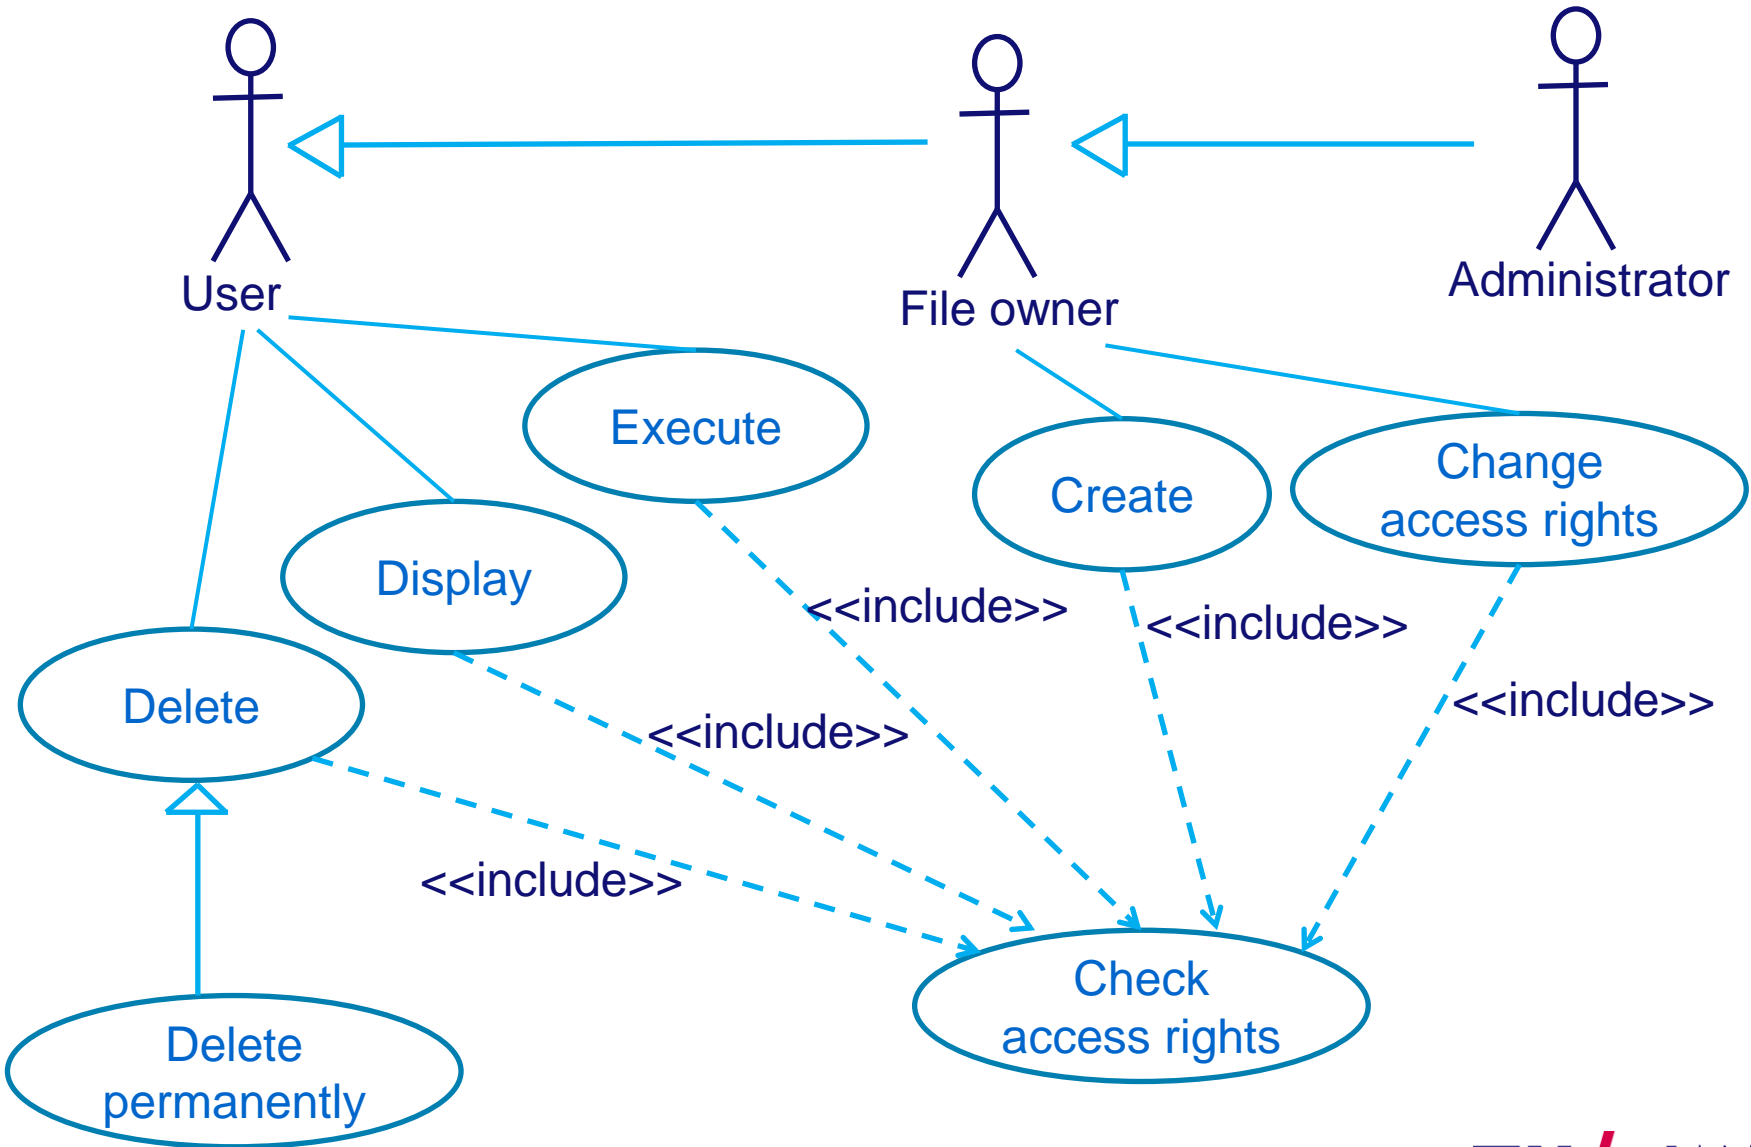 User
File owner
Administrator
Execute
Create
Change
access rights
Display
<<include>>
<<include>>
Delete
<<include>>
<<include>>
<<include>>
Check
access rights
Delete
permanently